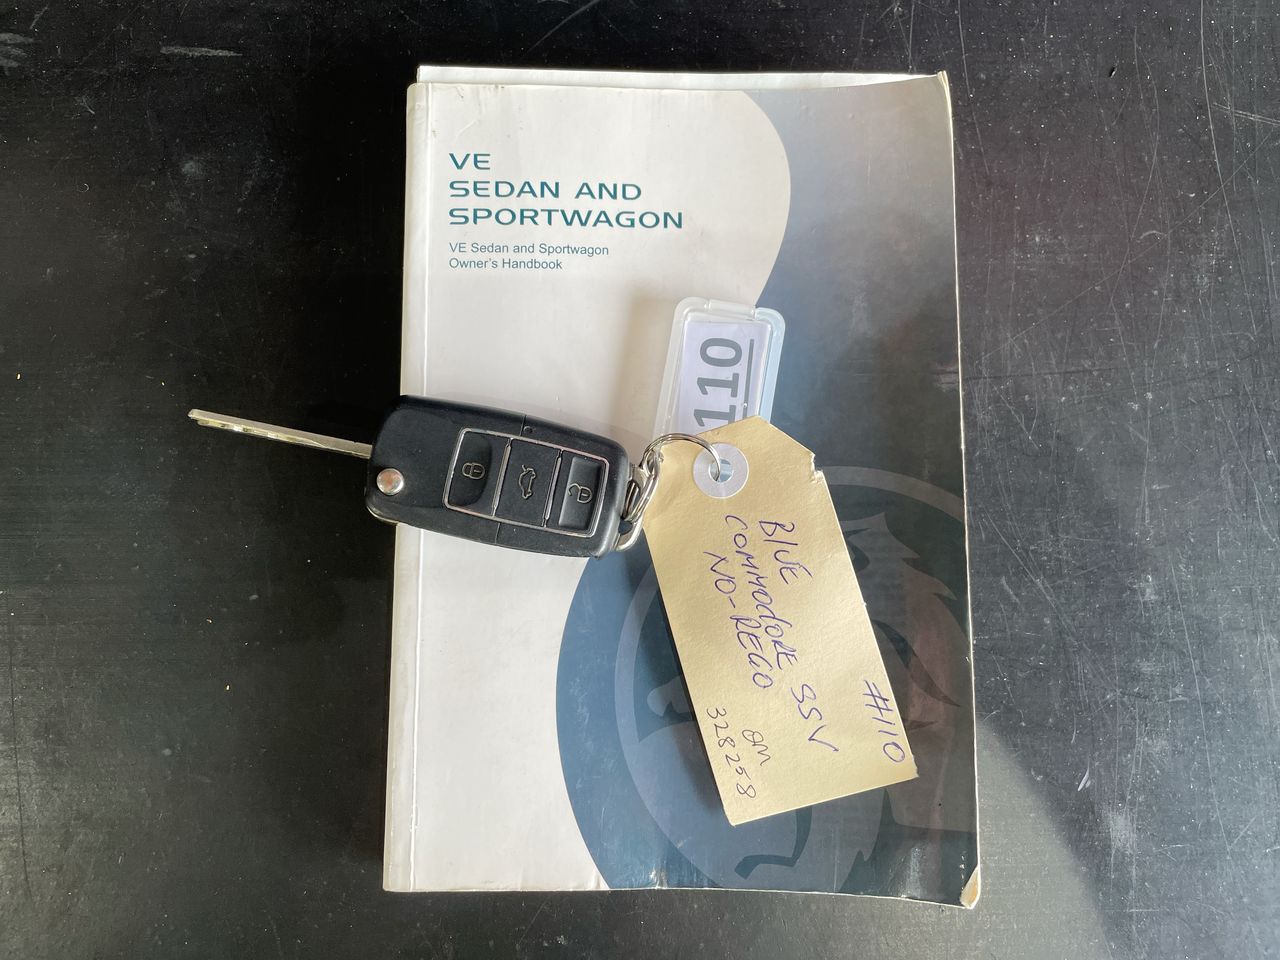 VE
SEDAN AND
SPORTWAGON
VE Sedan and Sportwagon
Owner's Handbook
110
#110
BlUE
COMMODORE SSV
NO-REGO
328258